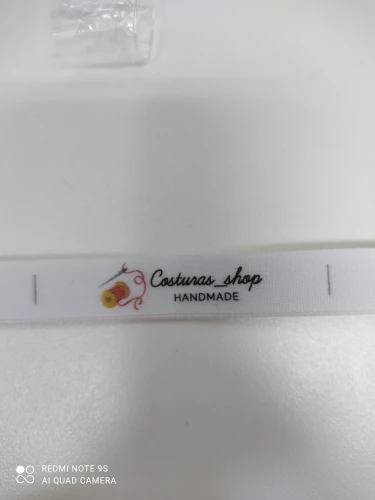 Costuras_shop
HANDMADE
REDMI NOTE 9S
AI QUAD CAMERA